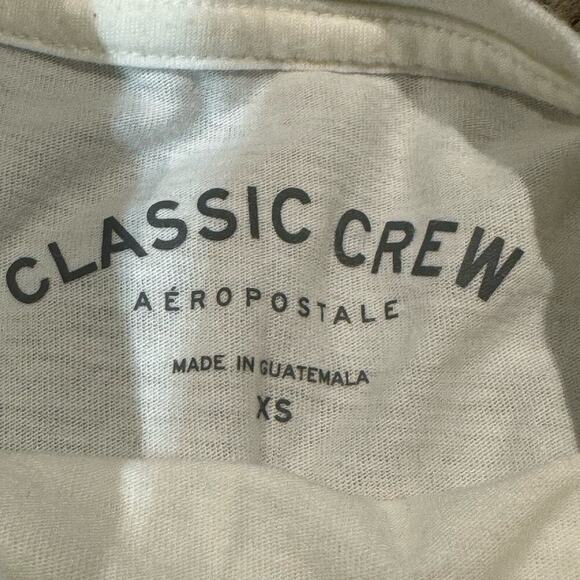 CLASSIC CREW
AÉROPOSTALE
MADE IN GUATEMALA
XS